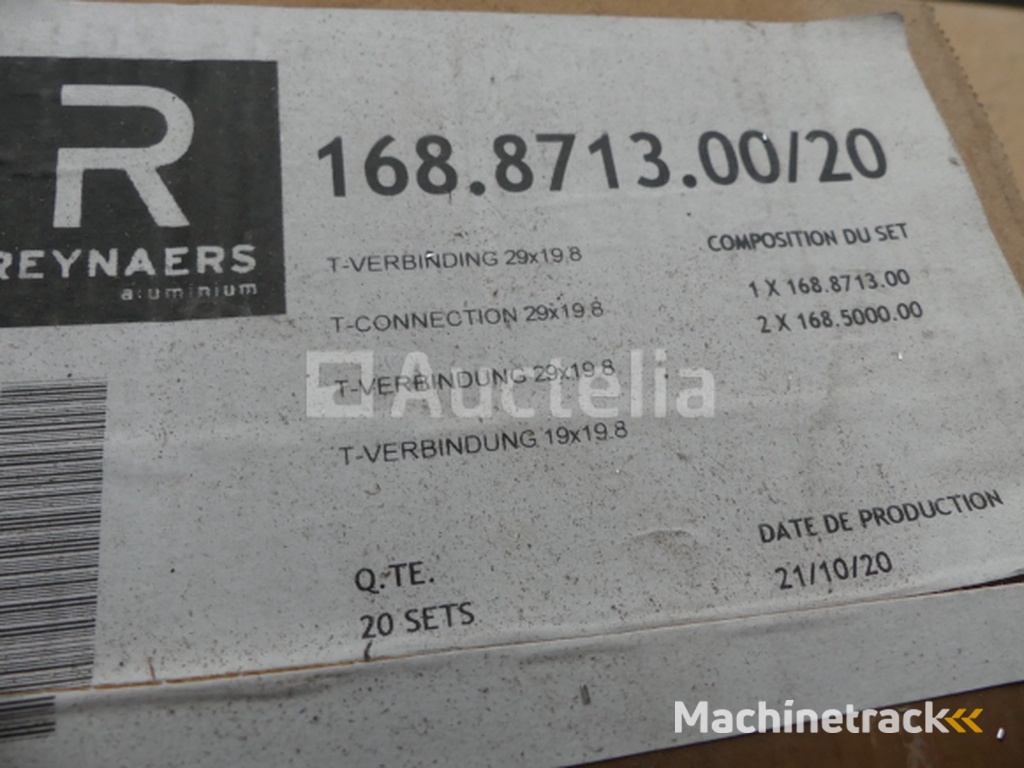 R
REYNAERS
aluminium
168.8713.00/20
T-VERBINDING 29x19.8
T-CONNECTION 29x19.8
T-VERBINDUNG 29x19.8
T-VERBINDUNG 19x19.8
COMPOSITION DU SET
1 X 168.8713.00
2 X 168.5000.00
Auctelia
Q.TE.
20 SETS
DATE DE PRODUCTION
21/10/20
Machinetrack